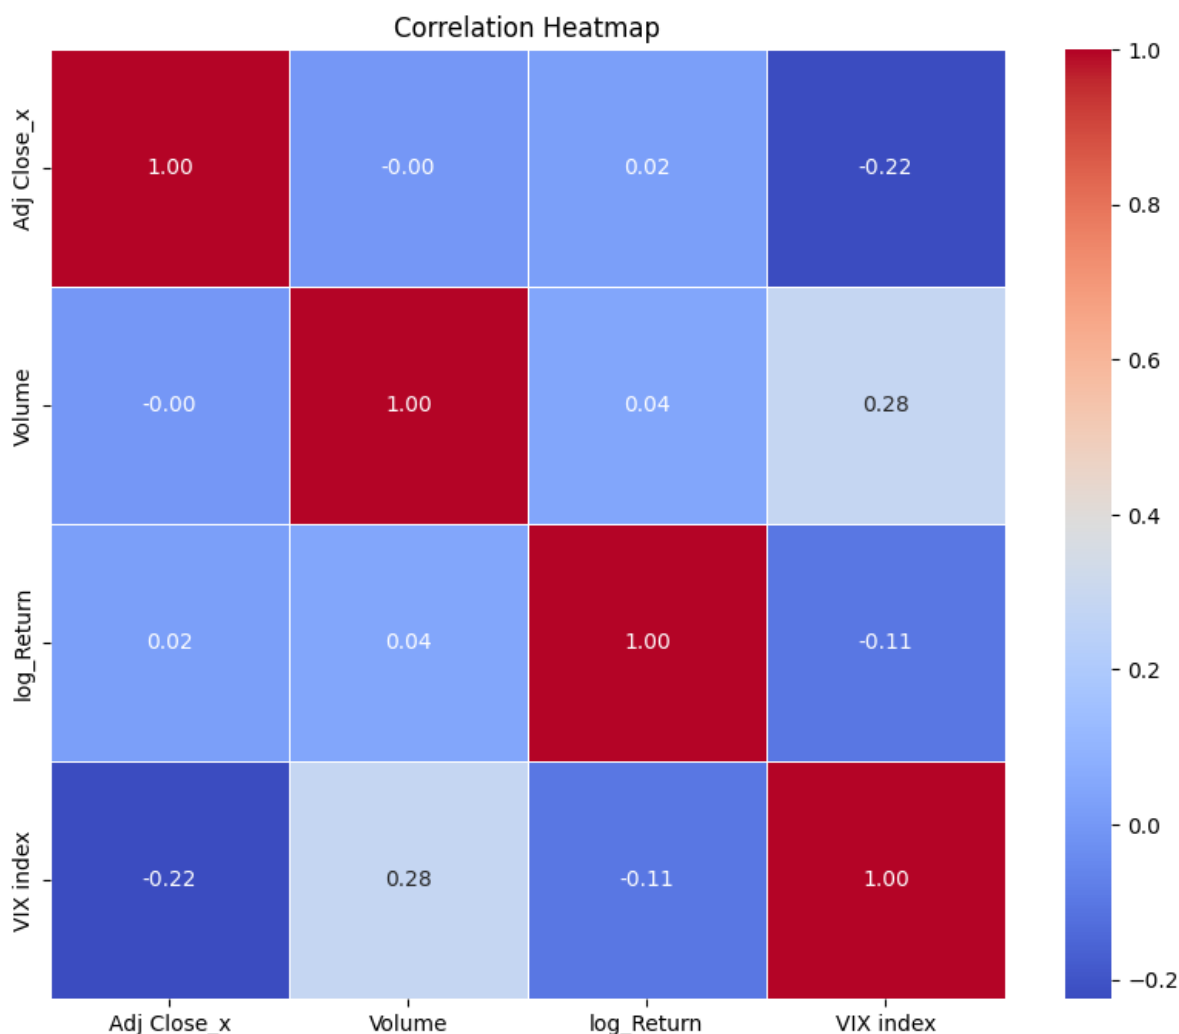 Correlation Heatmap
Adj Close_x
1.00
-0.00
0.02
-0.22
Volume
-0.00
1.00
0.04
0.28
log_Return
0.02
0.04
1.00
-0.11
VIX index
-0.22
0.28
-0.11
1.00
Adj Close_x
Volume
log_Return
VIX index
1.0
0.8
0.6
0.4
0.2
0.0
−0.2